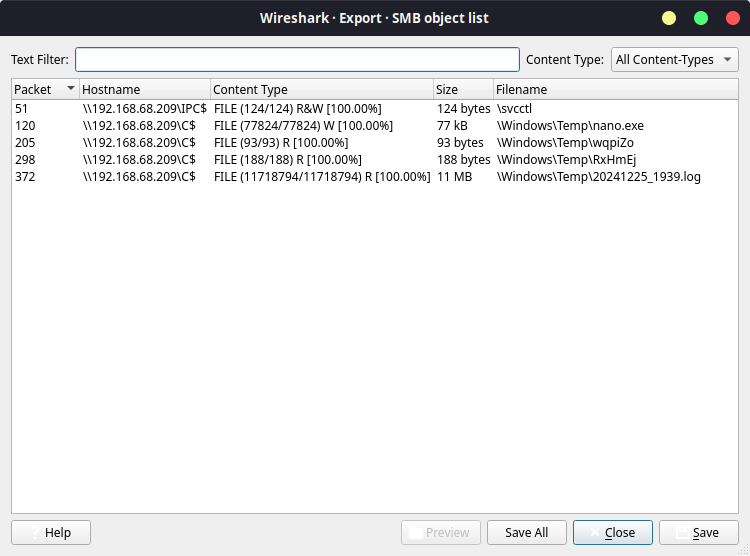 Wireshark · Export · SMB object list
Text Filter: Content Type: All Content-Types
Packet Hostname Content Type Size Filename
51 \\192.168.68.209\IPC$ FILE (124/124) R&W [100.00%] 124 bytes \svcctl
120 \\192.168.68.209\C$ FILE (77824/77824) W [100.00%] 77 kB \Windows\Temp\nano.exe
205 \\192.168.68.209\C$ FILE (93/93) R [100.00%] 93 bytes \Windows\Temp\wqpiZo
298 \\192.168.68.209\C$ FILE (188/188) R [100.00%] 188 bytes \Windows\Temp\RxHmEj
372 \\192.168.68.209\C$ FILE (11718794/11718794) R [100.00%] 11 MB \Windows\Temp\20241225_1939.log
Help Preview Save All Close Save